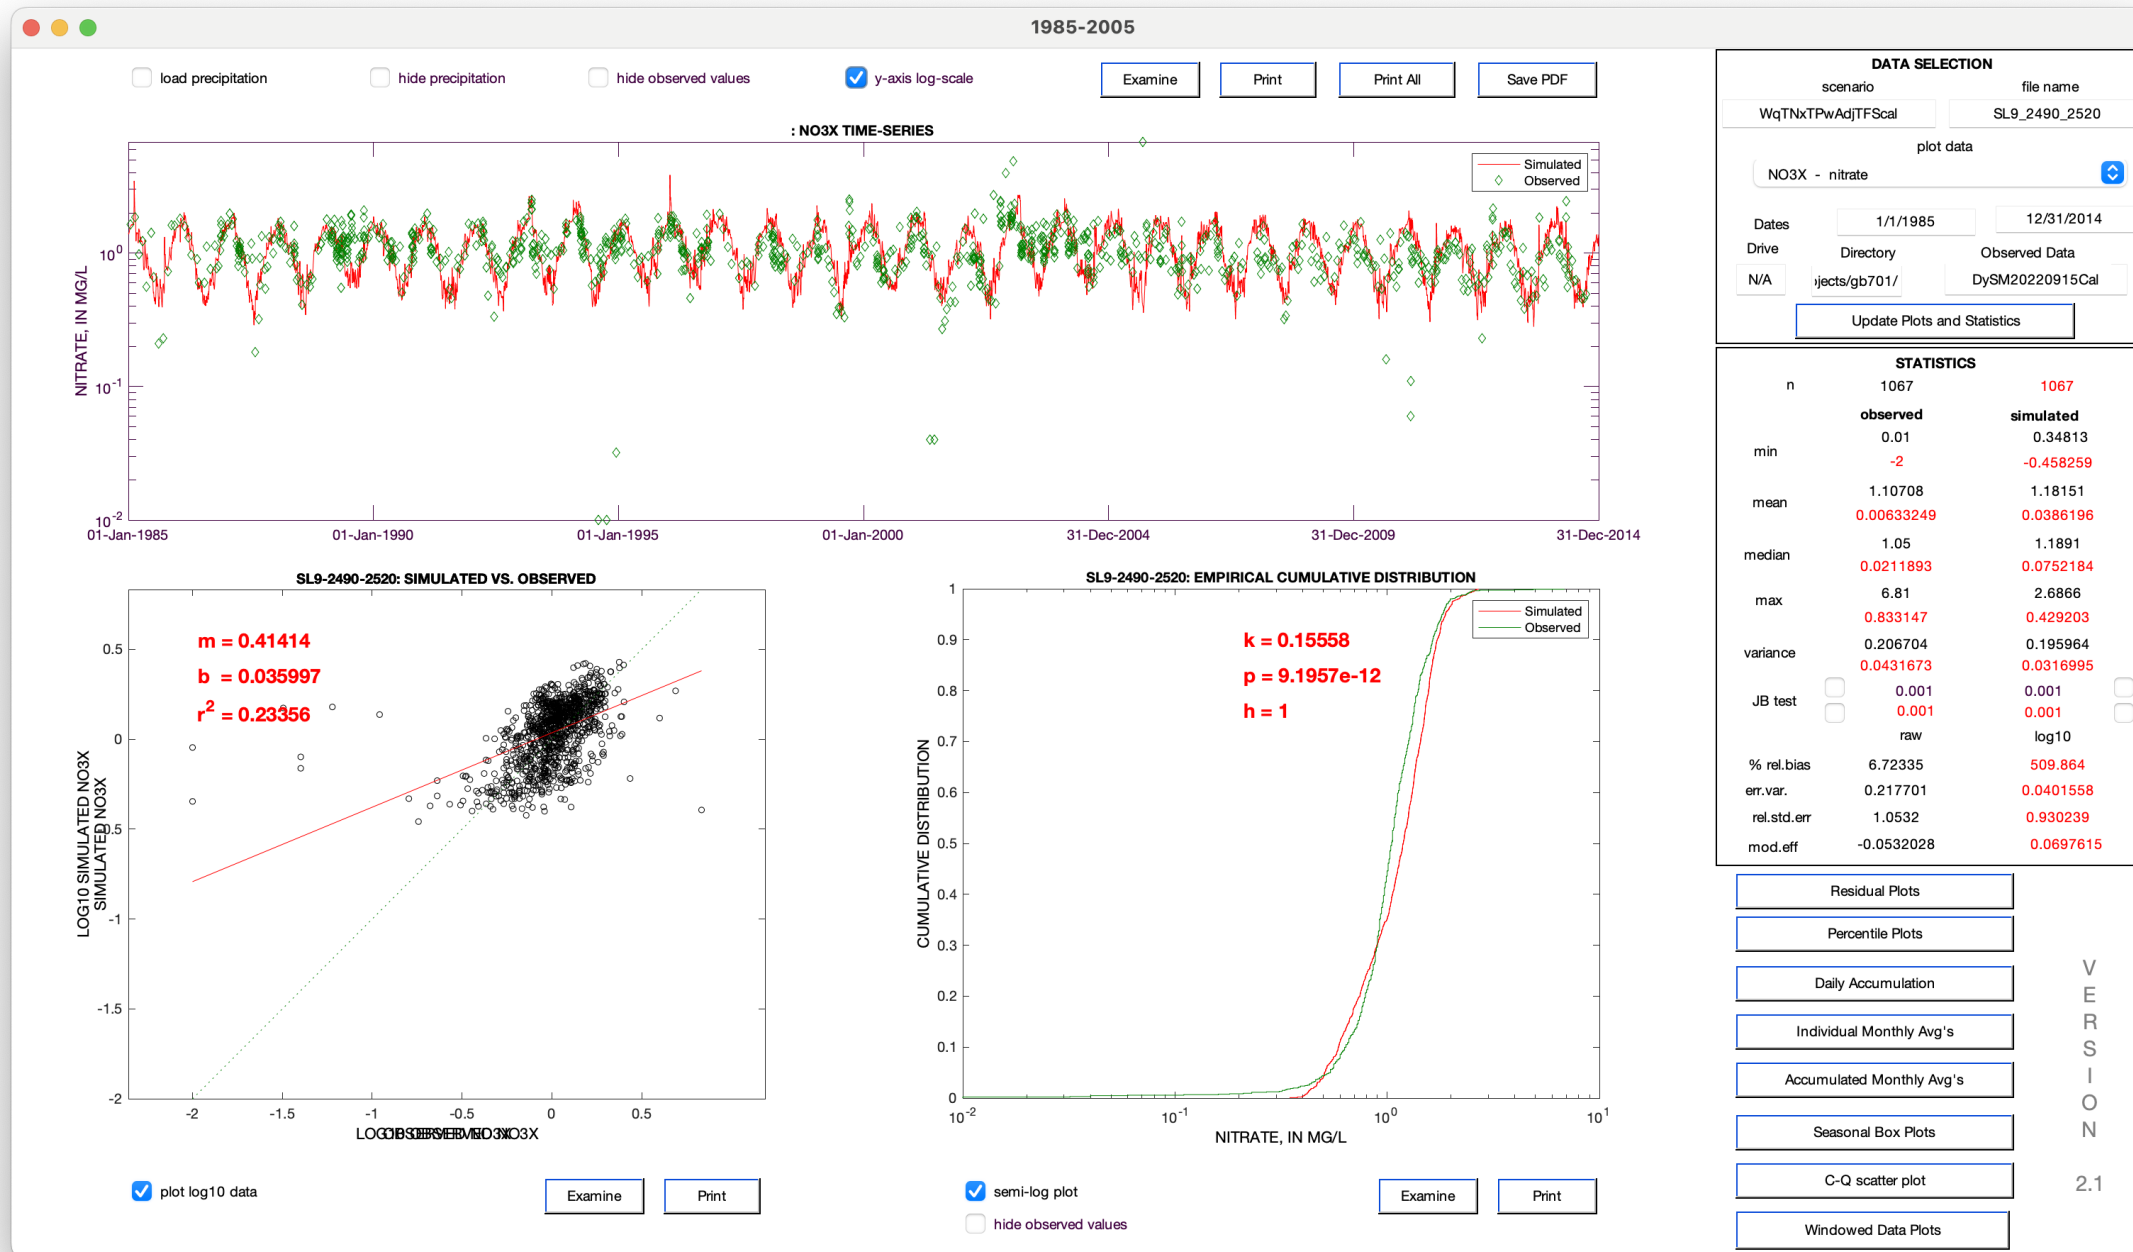 1985-2005
load precipitation
hide precipitation
hide observed values
y-axis log-scale
Examine
Print
Print All
Save PDF
: NO3X TIME-SERIES
Simulated
Observed
NITRATE, IN MG/L
10^0
10^-1
10^-2
01-Jan-1985
01-Jan-1990
01-Jan-1995
01-Jan-2000
31-Dec-2004
31-Dec-2009
31-Dec-2014
SL9-2490-2520: SIMULATED VS. OBSERVED
m = 0.41414
b = 0.035997
r^2 = 0.23356
LOG10 SIMULATED NO3X
SIMULATED NO3X
0.5
0
-0.5
-1
-1.5
-2
-2
-1.5
-1
-0.5
0
0.5
LOG10 OBSERVED NO3X
OBSERVED NO3X
plot log10 data
Examine
Print
SL9-2490-2520: EMPIRICAL CUMULATIVE DISTRIBUTION
Simulated
Observed
k = 0.15558
p = 9.1957e-12
h = 1
CUMULATIVE DISTRIBUTION
1
0.9
0.8
0.7
0.6
0.5
0.4
0.3
0.2
0.1
0
10^-2
10^-1
10^0
10^1
NITRATE, IN MG/L
semi-log plot
hide observed values
Examine
Print
DATA SELECTION
scenario file name
WqTNxTPwAdjTFScal SL9_2490_2520
plot data
NO3X - nitrate
Dates 1/1/1985 12/31/2014
Drive Directory Observed Data
N/A jects/gb701/ DySM20220915Cal
Update Plots and Statistics
STATISTICS
n 1067 1067
observed simulated
min 0.01 0.34813
-2 -0.458259
mean 1.10708 1.18151
0.00633249 0.0386196
median 1.05 1.1891
0.0211893 0.0752184
max 6.81 2.6866
0.833147 0.429203
variance 0.206704 0.195964
0.0431673 0.0316995
JB test 0.001 0.001
0.001 0.001
raw log10
% rel.bias 6.72335 509.864
err.var. 0.217701 0.0401558
rel.std.err 1.0532 0.930239
mod.eff -0.0532028 0.0697615
Residual Plots
Percentile Plots
Daily Accumulation
Individual Monthly Avg's
Accumulated Monthly Avg's
Seasonal Box Plots
C-Q scatter plot
Windowed Data Plots
VERSION
2.1